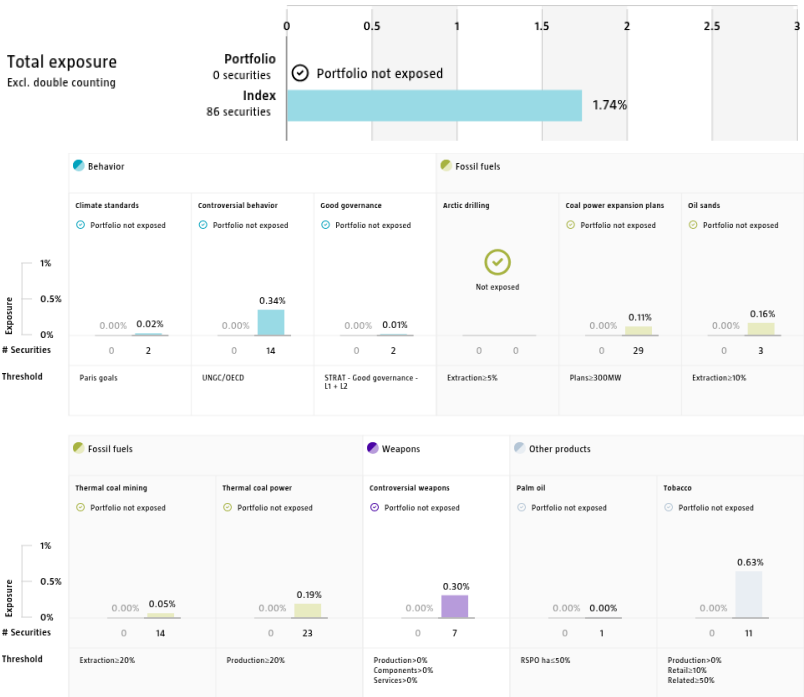 0 0.5 1 1.5 2 2.5 3
Total exposure
Excl. double counting
Portfolio
0 securities
Portfolio not exposed
Index
86 securities
1.74%
Behavior
Fossil fuels
Climate standards Controversial behavior Good governance Arctic drilling Coal power expansion plans Oil sands
Portfolio not exposed Portfolio not exposed Portfolio not exposed Portfolio not exposed Portfolio not exposed
Not exposed
Exposure
1%
0.5%
0%
0.00% 0.02% 0.00% 0.34% 0.00% 0.01% 0.00% 0.11% 0.00% 0.16%
# Securities 0 2 0 14 0 2 0 0 0 29 0 3
Threshold Paris goals UNGC/OECD STRAT - Good governance - Extraction≥5% Plans≥300MW Extraction≥10%
L1 + L2
Fossil fuels Weapons Other products
Thermal coal mining Thermal coal power Controversial weapons Palm oil Tobacco
Portfolio not exposed Portfolio not exposed Portfolio not exposed Portfolio not exposed Portfolio not exposed
Exposure
1%
0.5%
0%
0.00% 0.05% 0.00% 0.19% 0.00% 0.30% 0.00% 0.00% 0.00% 0.63%
# Securities 0 14 0 23 0 7 0 1 0 11
Threshold Extraction≥20% Production≥20% Production>0% RSPO ha≤50% Production>0%
Components>0% Retail≥10%
Services>0% Related≥50%